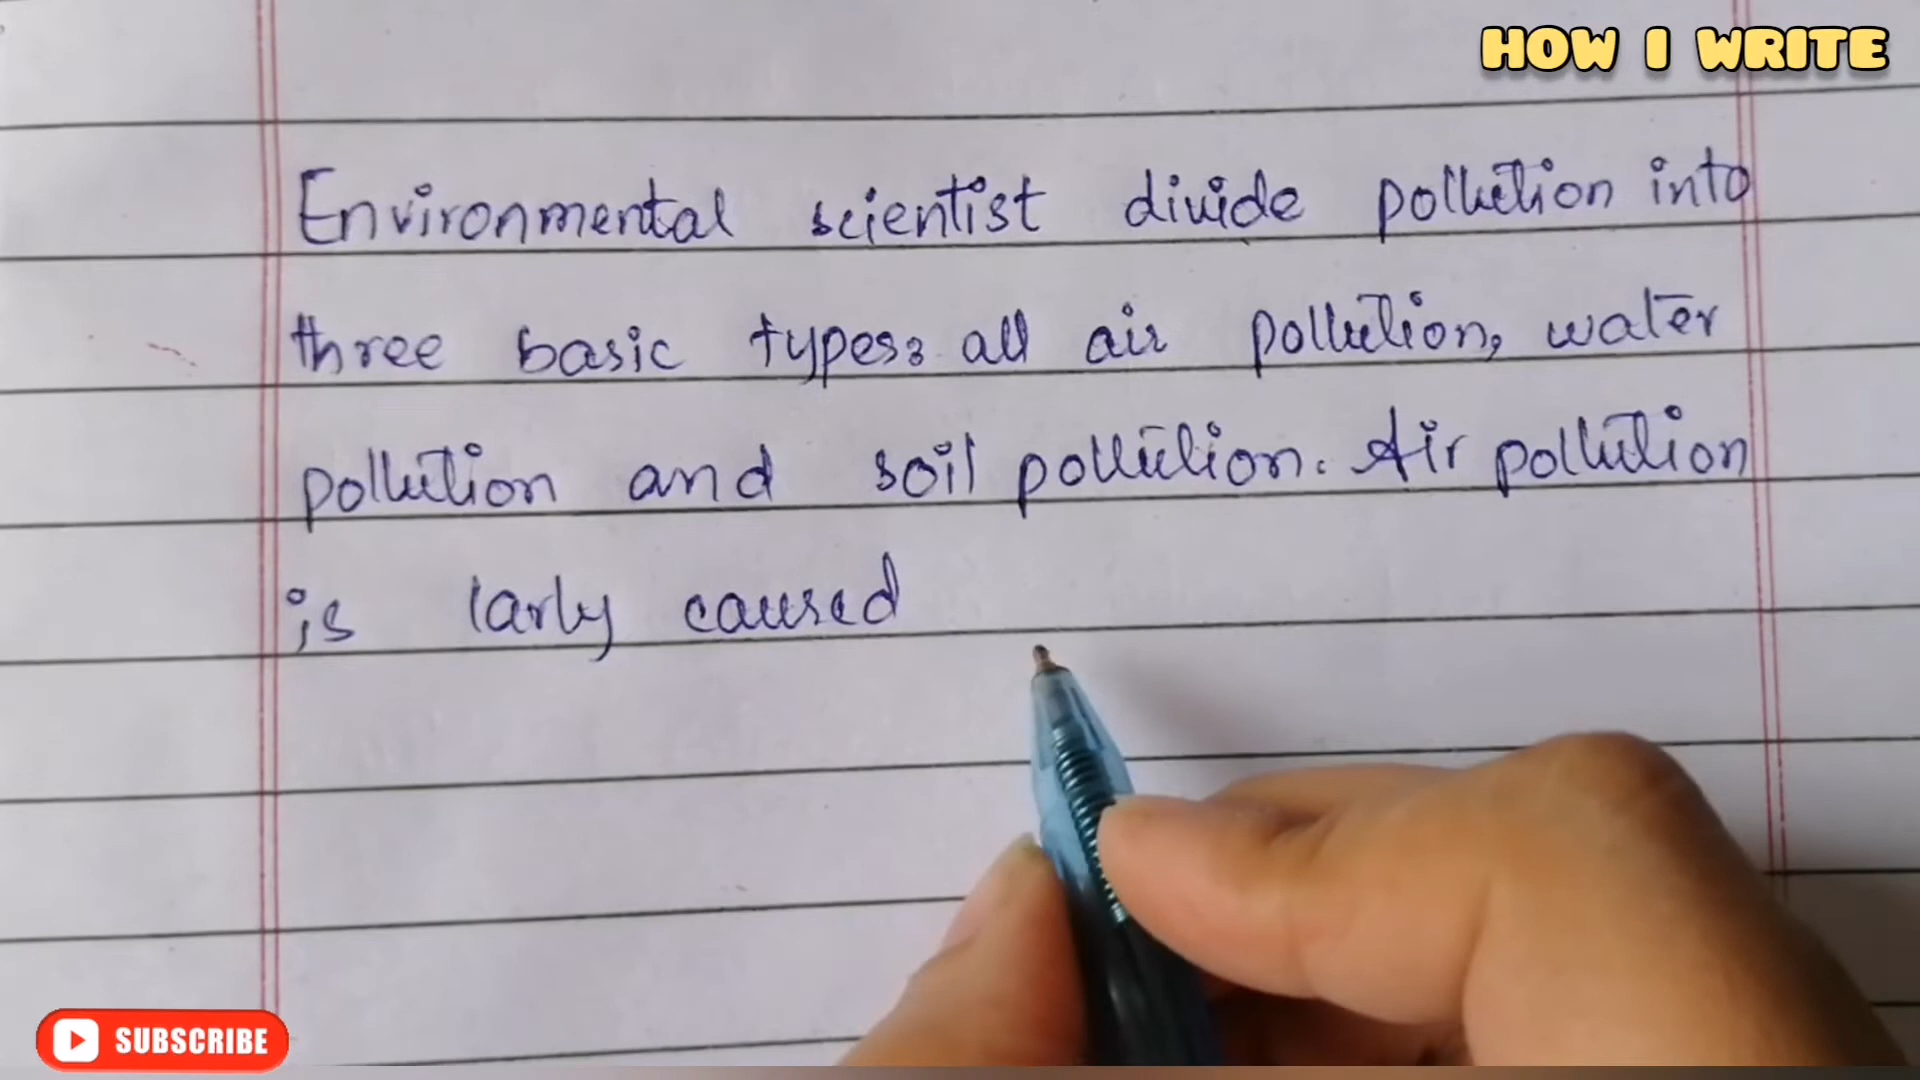 HOW I WRITE
Environmental scientist divide pollution into
three basic types: all air pollution, water
pollution and soil pollution. Air pollution
is larly caused
SUBSCRIBE